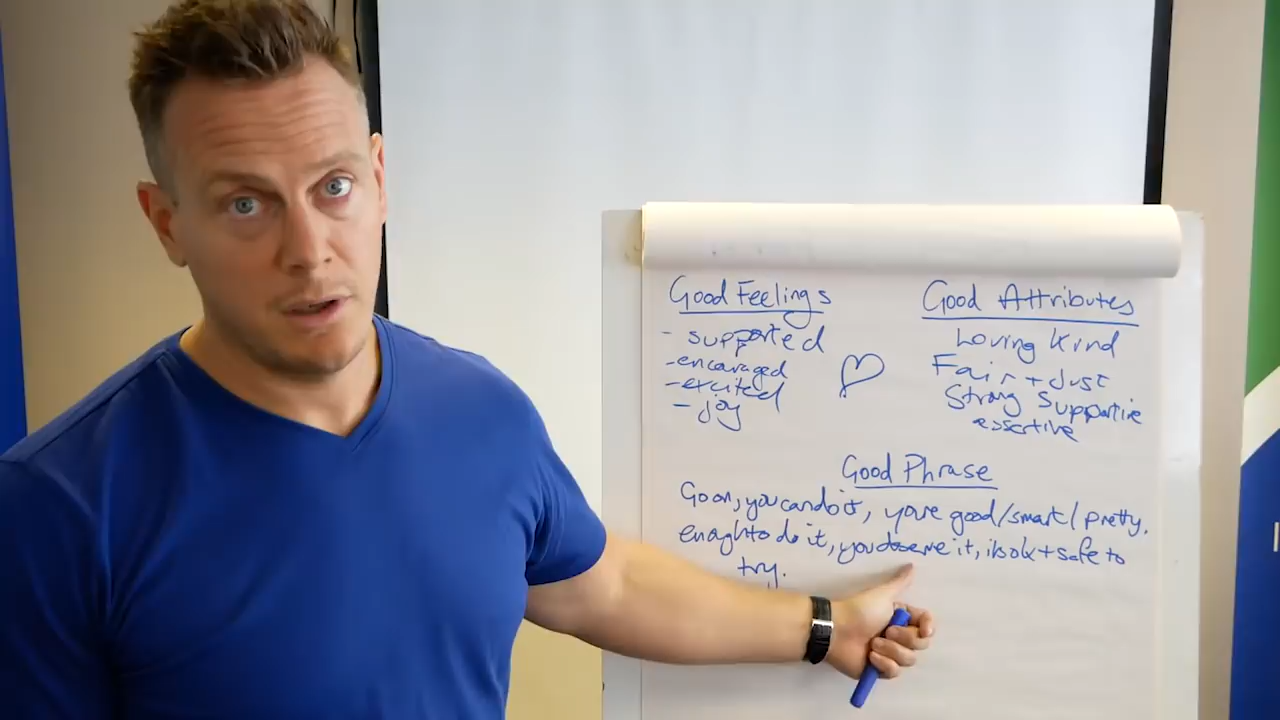 Good Feelings
- supported
- encouraged
- excited
- joy
Good Attributes
Loving Kind
Fair + Just
Strong Supportive
assertive
Good Phrase
Go on, you can do it, you're good/smart/pretty.
enough to do it, you deserve it, its ok + safe to
try.